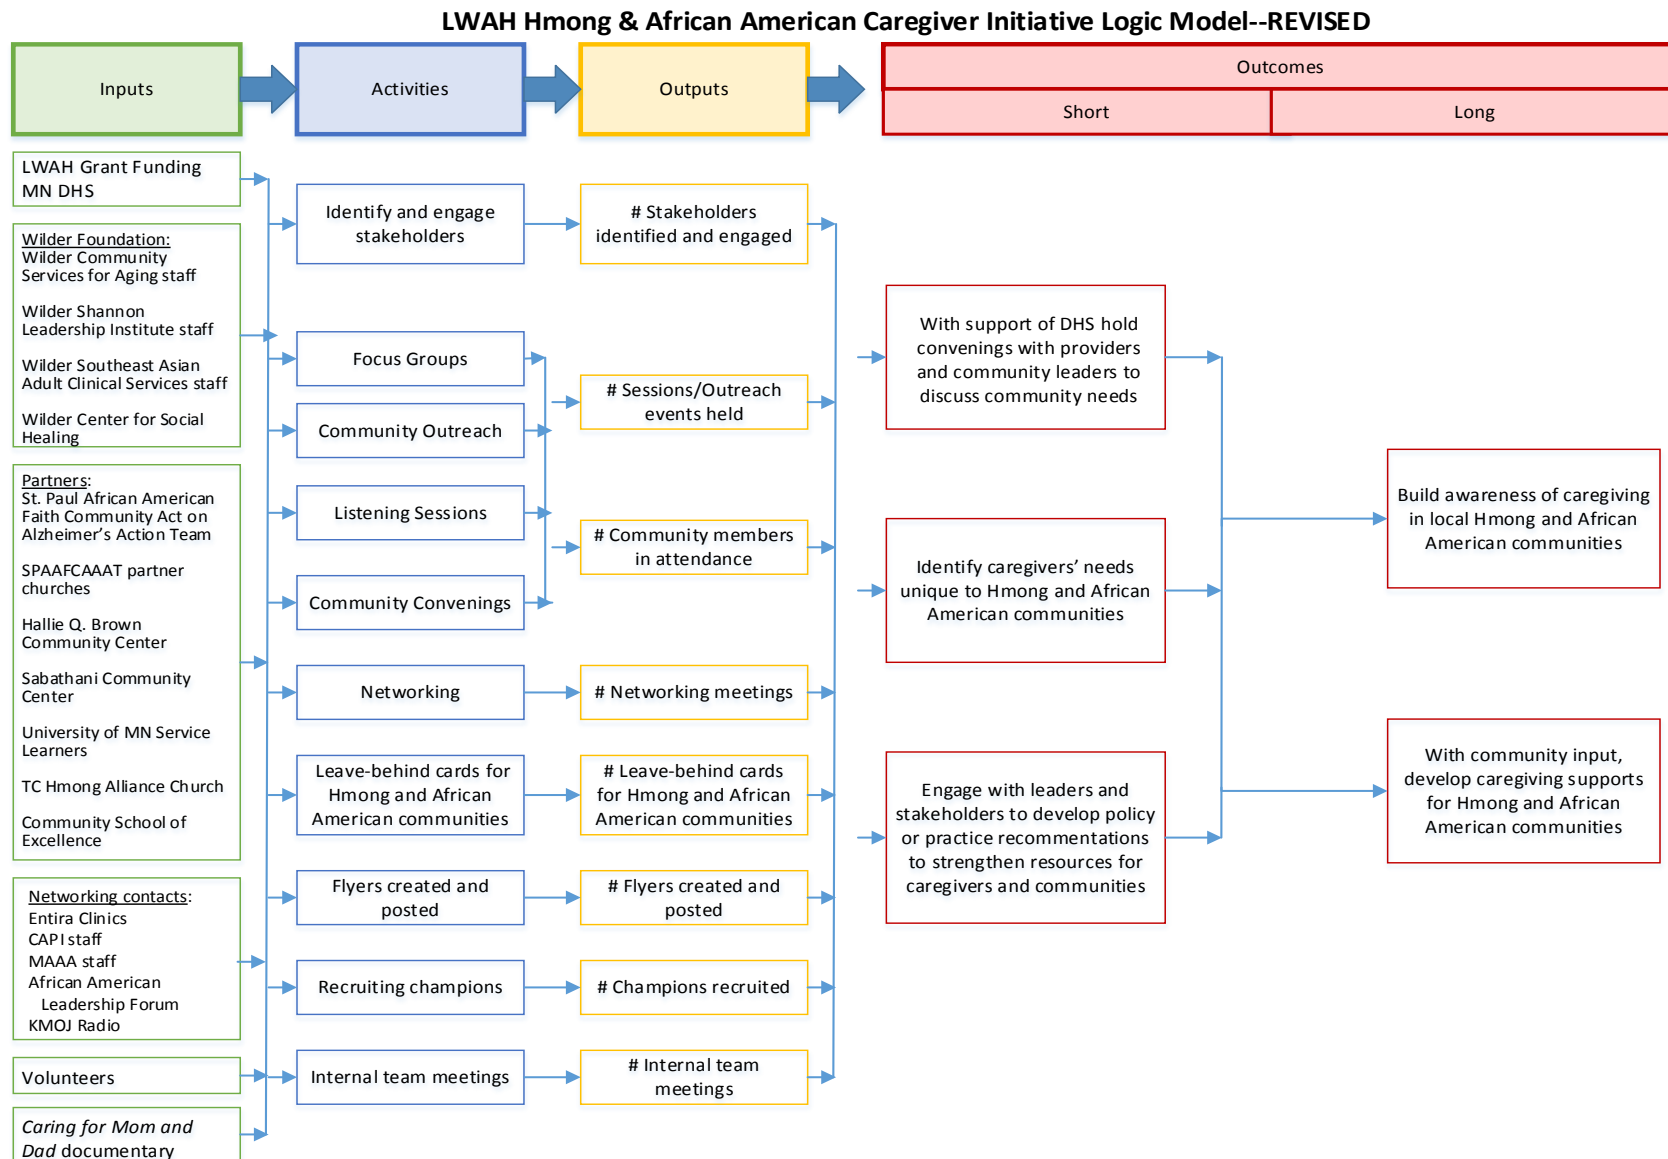 LWAH Hmong & African American Caregiver Initiative Logic Model--REVISED
Inputs
Activities
Outputs
Outcomes
Short
Long
LWAH Grant Funding
MN DHS
Wilder Foundation:
Wilder Community
Services for Aging staff
Wilder Shannon
Leadership Institute staff
Wilder Southeast Asian
Adult Clinical Services staff
Wilder Center for Social
Healing
Partners:
St. Paul African American
Faith Community Act on
Alzheimer's Action Team
SPAAFCAAAT partner
churches
Hallie Q. Brown
Community Center
Sabathani Community
Center
University of MN Service
Learners
TC Hmong Alliance Church
Community School of
Excellence
Networking contacts:
Entira Clinics
CAPI staff
MAAA staff
African American
Leadership Forum
KMOJ Radio
Volunteers
Caring for Mom and
Dad documentary
Identify and engage
stakeholders
Focus Groups
Community Outreach
Listening Sessions
Community Convenings
Networking
Leave-behind cards for
Hmong and African
American communities
Flyers created and
posted
Recruiting champions
Internal team meetings
# Stakeholders
identified and engaged
# Sessions/Outreach
events held
# Community members
in attendance
# Networking meetings
# Leave-behind cards
for Hmong and African
American communities
# Flyers created and
posted
# Champions recruited
# Internal team
meetings
With support of DHS hold
convenings with providers
and community leaders to
discuss community needs
Identify caregivers' needs
unique to Hmong and African
American communities
Engage with leaders and
stakeholders to develop policy
or practice recommentations
to strengthen resources for
caregivers and communities
Build awareness of caregiving
in local Hmong and African
American communities
With community input,
develop caregiving supports
for Hmong and African
American communities